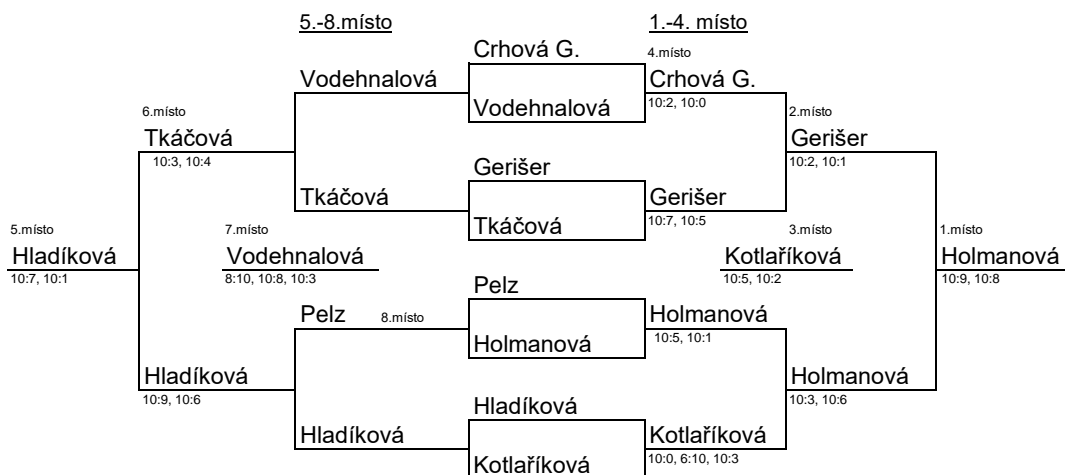 5.-8.místo 1.-4. místo
Crhová G.
4.místo
Vodehnalová Crhová G.
Vodehnalová 10:2, 10:0
6.místo 2.místo
Tkáčová Gerišer
10:3, 10:4 10:2, 10:1
Gerišer
Tkáčová Gerišer
Tkáčová 10:7, 10:5
5.místo 7.místo 3.místo 1.místo
Hladíková Vodehnalová Kotlaříková Holmanová
10:7, 10:1 8:10, 10:8, 10:3 10:5, 10:2 10:9, 10:8
Pelz
Pelz 8.místo Holmanová
Holmanová 10:5, 10:1
Hladíková Holmanová
10:9, 10:6 10:3, 10:6
Hladíková
Hladíková Kotlaříková
Kotlaříková 10:0, 6:10, 10:3